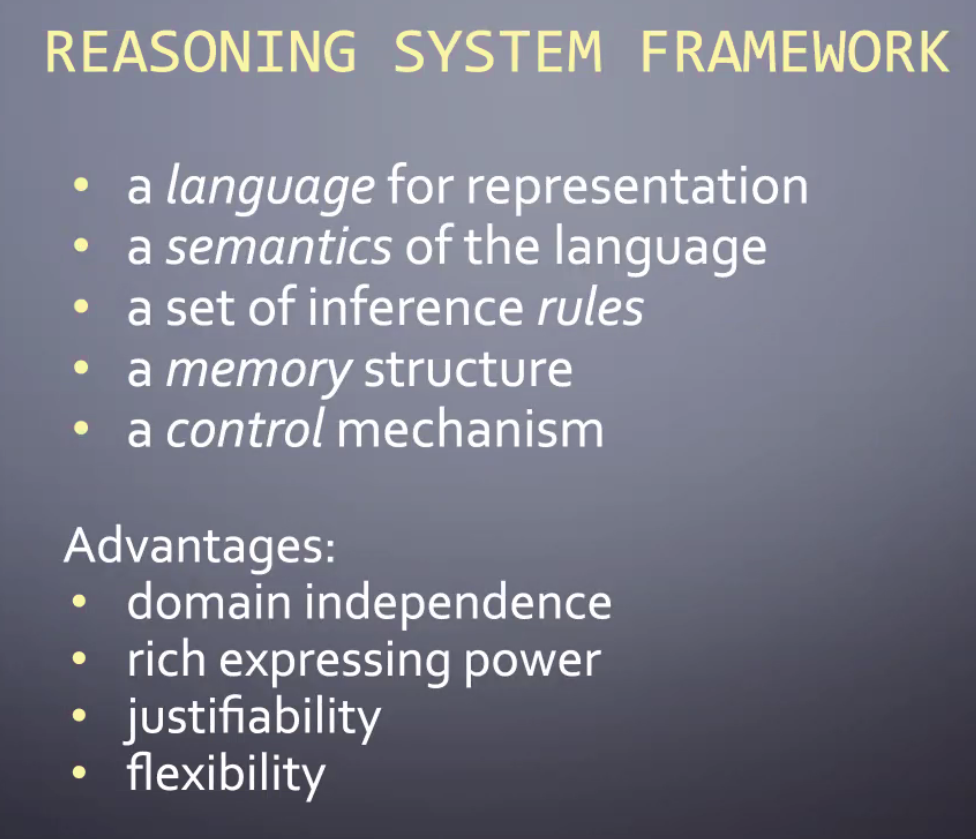 REASONING SYSTEM FRAMEWORK
• a language for representation
• a semantics of the language
• a set of inference rules
• a memory structure
• a control mechanism
Advantages:
• domain independence
• rich expressing power
• justifiability
• flexibility